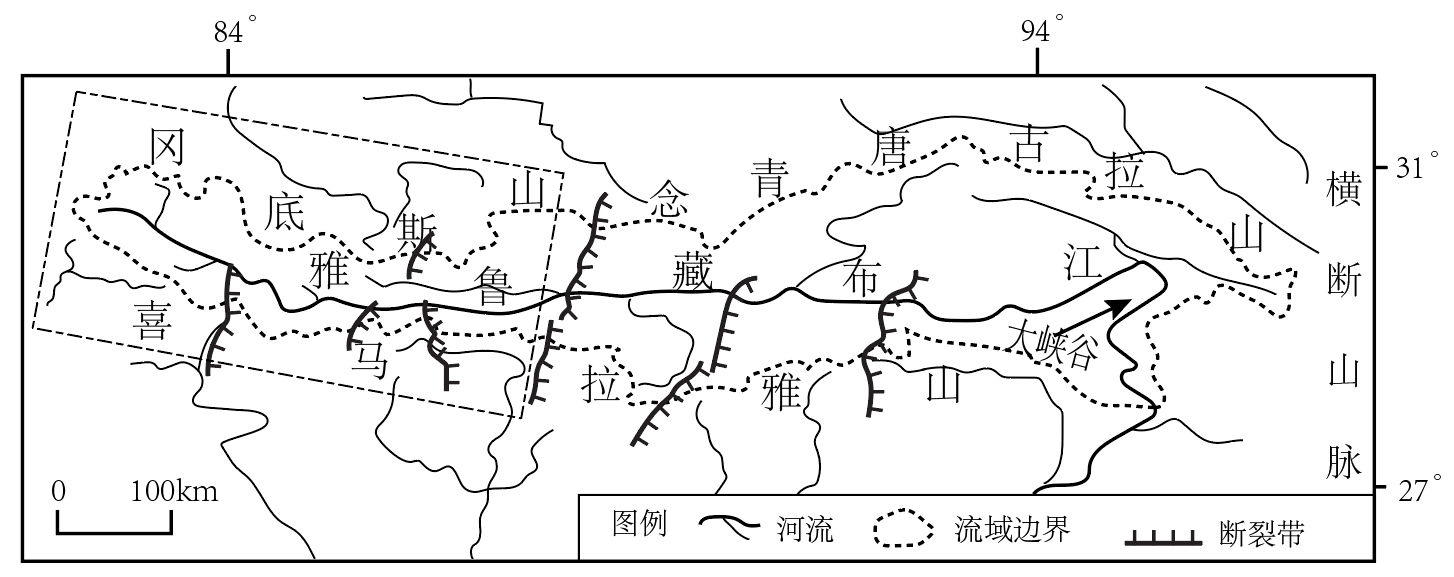 84°
94°
31°
27°
冈底斯山
念青唐古拉山
雅鲁藏布江
喜马拉雅山
大峡谷
横断山脉
0 100km
图例 河流 流域边界 断裂带